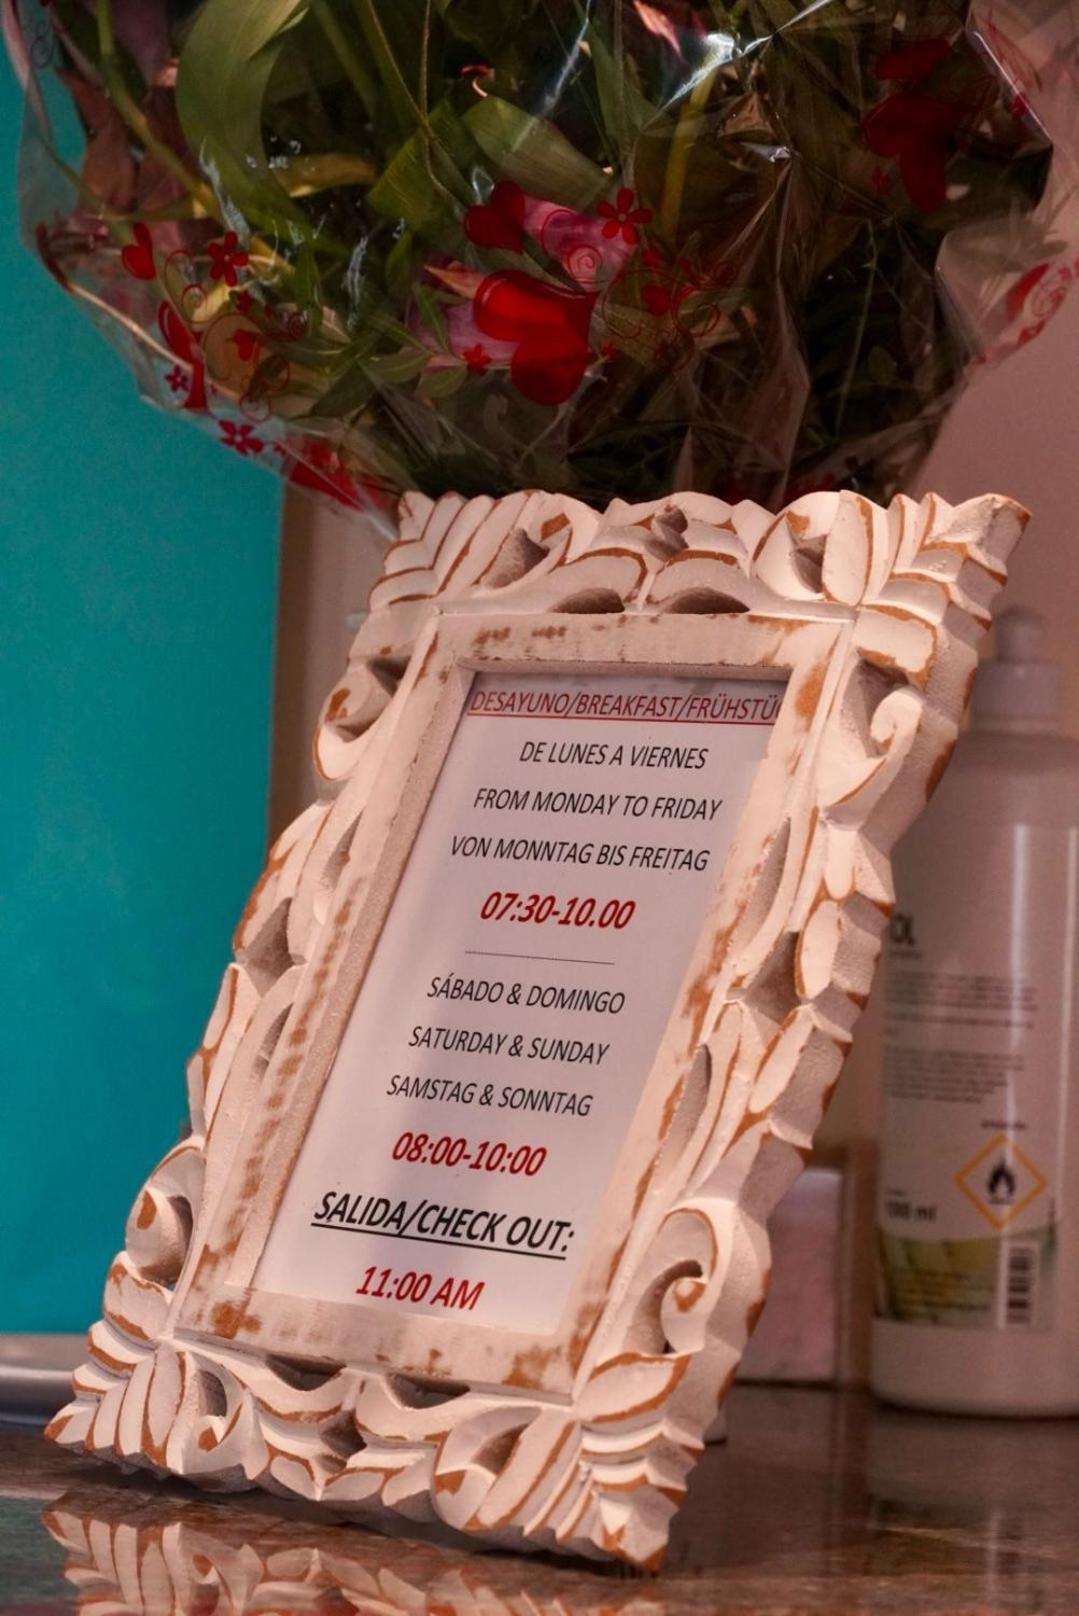 DESAYUNO/BREAKFAST/FRÜHSTÜ
DE LUNES A VIERNES
FROM MONDAY TO FRIDAY
VON MONNTAG BIS FREITAG
07:30-10.00
SÁBADO & DOMINGO
SATURDAY & SUNDAY
SAMSTAG & SONNTAG
08:00-10:00
SALIDA/CHECK OUT:
11:00 AM